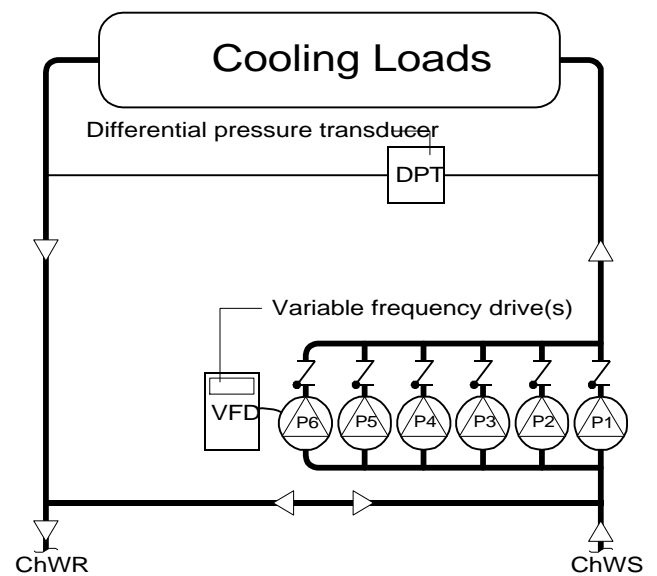 Cooling Loads
Differential pressure transducer
DPT
Variable frequency drive(s)
VFD
P6 P5 P4 P3 P2 P1
ChWR
ChWS